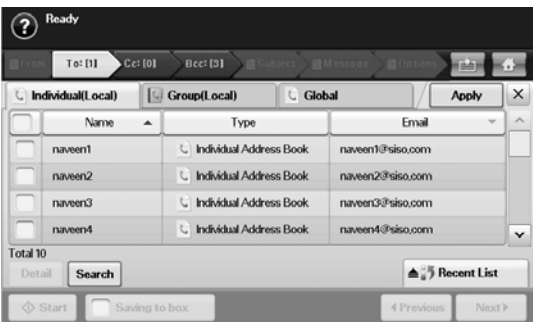 ? Ready
From To: [1] Cc: [0] Bcc: [3] Subject Message Options
Individual(Local) Group(Local) Global Apply X
Name Type Email
naveen1 Individual Address Book naveen1@siso.com
naveen2 Individual Address Book naveen2@siso.com
naveen3 Individual Address Book naveen3@siso.com
naveen4 Individual Address Book naveen4@siso.com
Total 10
Detail Search Recent List
Start Saving to box Previous Next